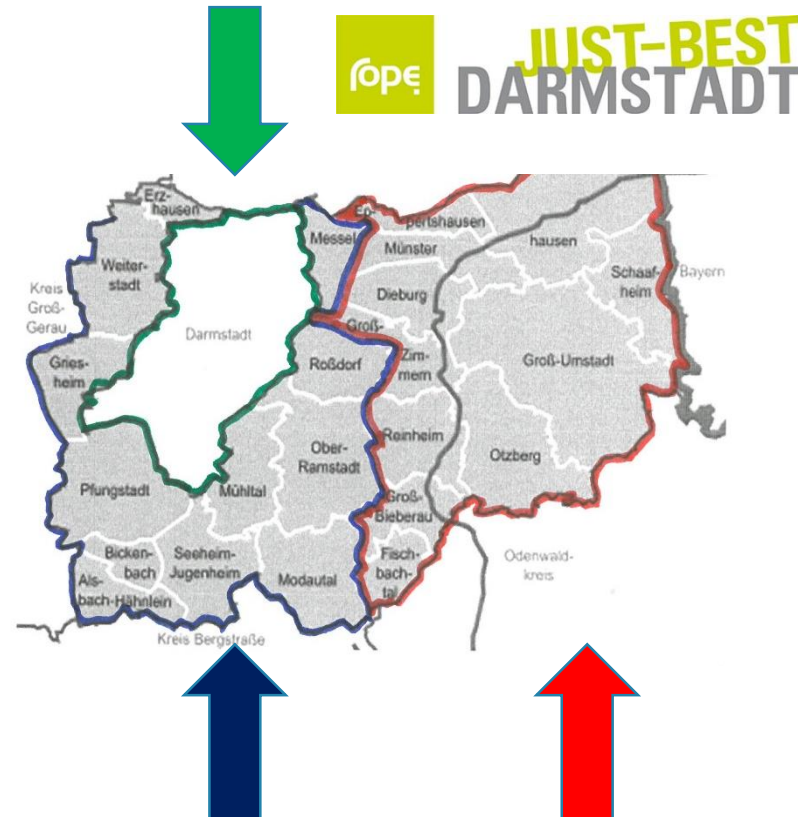 rope
JUST-BEST
DARMSTADT
Erz-
hausen
Messel
Ep-
pertshausen
Münster
hausen
Schaaf-
heim
Bayern
Weiter-
stadt
Kreis
Groß-
Gerau
Dieburg
Darmstadt
Groß-
Zim-
mern
Gries-
heim
Roßdorf
Groß-Umstadt
Ober-
Ramstadt
Reinheim
Otzberg
Pfungstadt
Mühltal
Groß-
Bieberau
Bicken-
bach
Seeheim-
Jugenheim
Modautal
Fisch-
bach-
tal
Odenwald-
kreis
Als-
bach-Hähnlein
Kreis Bergstraße